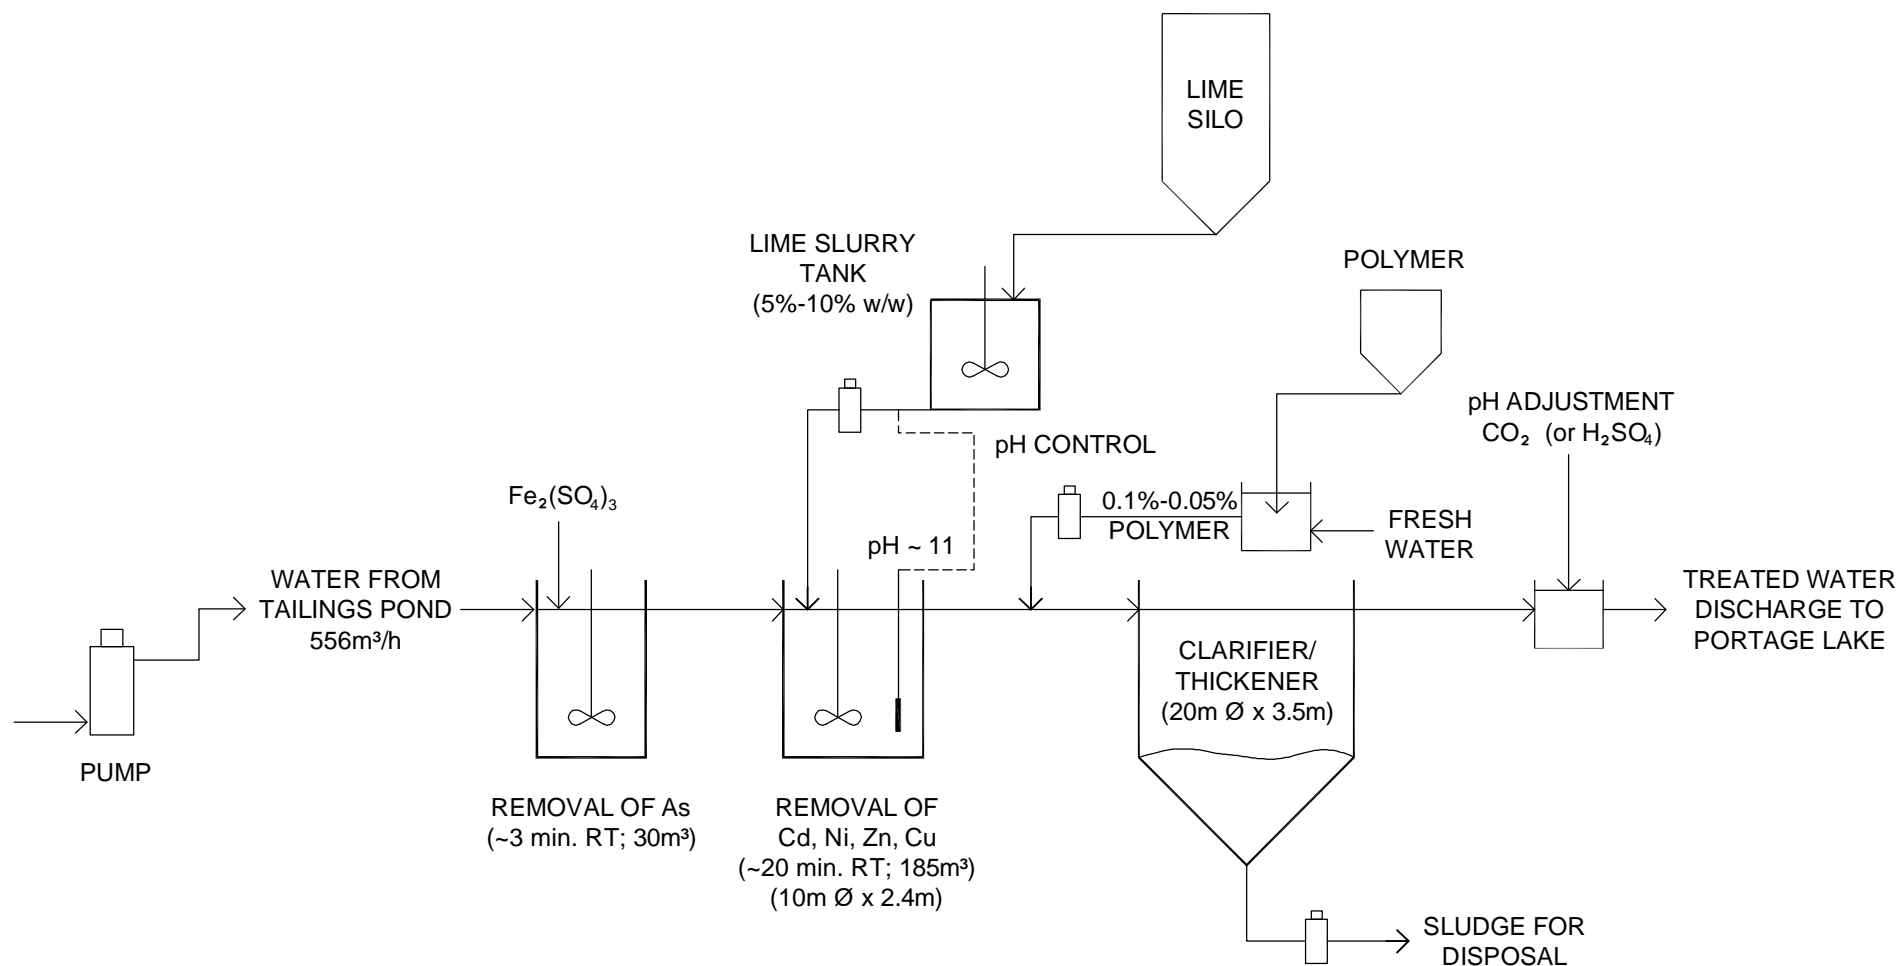 LIME
SILO
LIME SLURRY
TANK
(5%-10% w/w)
POLYMER
pH ADJUSTMENT
CO₂ (or H₂SO₄)
pH CONTROL
Fe₂(SO₄)₃
0.1%-0.05%
POLYMER
FRESH
WATER
pH ~ 11
WATER FROM
TAILINGS POND
556m³/h
TREATED WATER
DISCHARGE TO
PORTAGE LAKE
CLARIFIER/
THICKENER
(20m Ø x 3.5m)
PUMP
REMOVAL OF As
(~3 min. RT; 30m³)
REMOVAL OF
Cd, Ni, Zn, Cu
(~20 min. RT; 185m³)
(10m Ø x 2.4m)
SLUDGE FOR
DISPOSAL